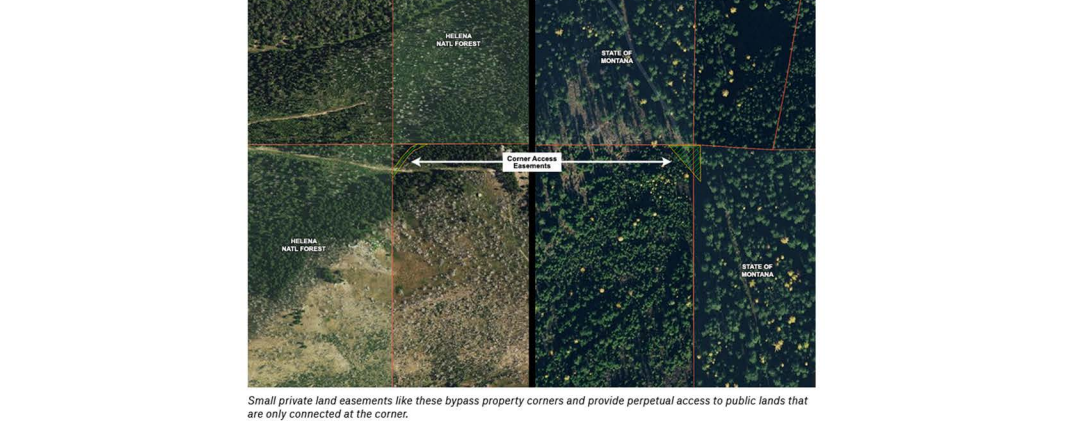 HELENA
NATL FOREST
STATE OF
MONTANA
Corner Access
Easements
HELENA
NATL FOREST
STATE OF
MONTANA
Small private land easements like these bypass property corners and provide perpetual access to public lands that
are only connected at the corner.